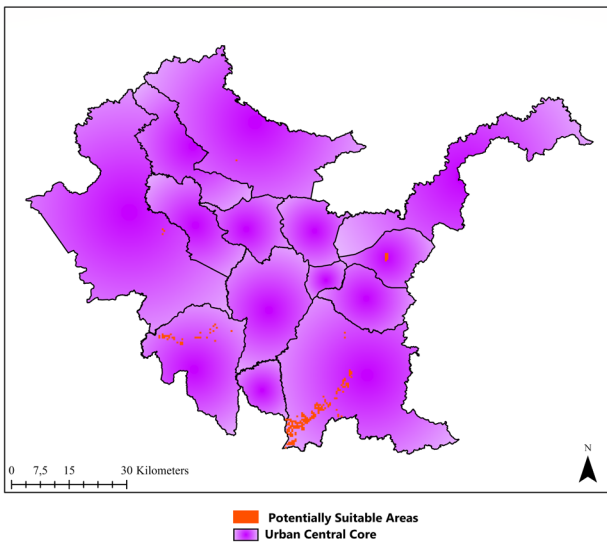 N
0 7,5 15 30 Kilometers
Potentially Suitable Areas
Urban Central Core